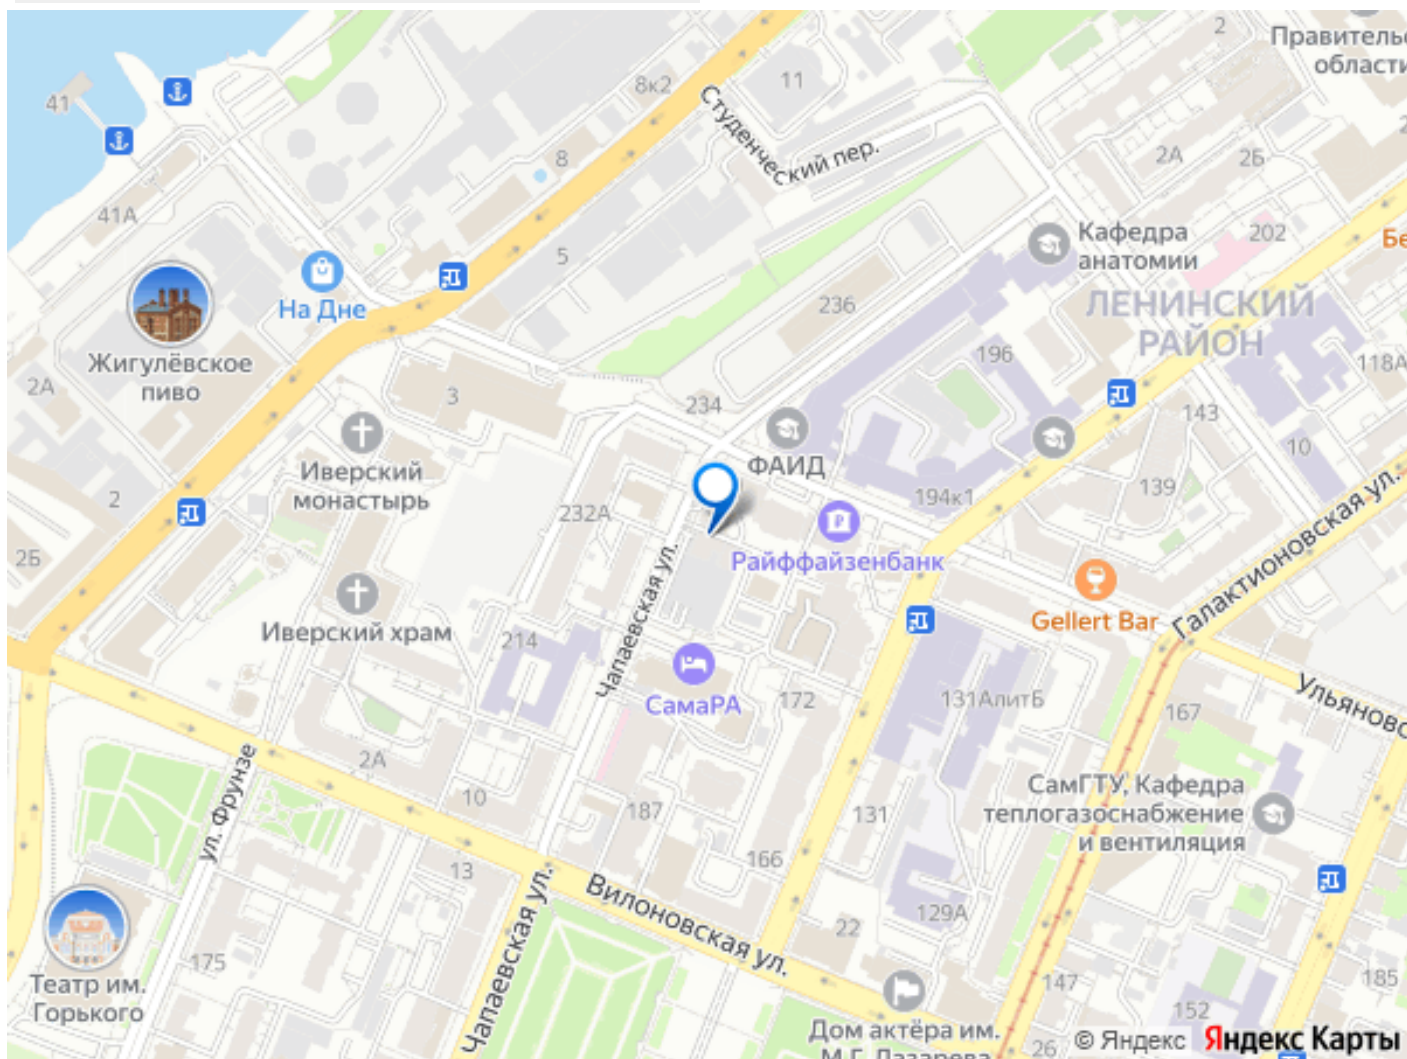 2
Правитель
области
41
8к2
11
Студенческий пер.
8
2А
2Б
41А
5
Кафедра
анатомии
202
Бе
На Дне
236
ЛЕНИНСКИЙ
РАЙОН
Жигулёвское
пиво
2А
3
234
196
118А
143
10
ФАИД
Иверский
монастырь
2
232А
194к1
139
Галактионовская ул.
2Б
Райффайзенбанк
Gellert Bar
Чапаевская ул.
Иверский храм
214
СамаРА
172
131АлитБ
167
Ульяновс
ул. Фрунзе
2А
10
187
131
СамГТУ, Кафедра
теплогазоснабжение
и вентиляция
166
13
Вилоновская ул.
Чапаевская ул.
129А
22
175
147
185
Театр им.
Горького
152
Дом актёра им.
М.Г. Лазарева
26
© Яндекс Яндекс Карты